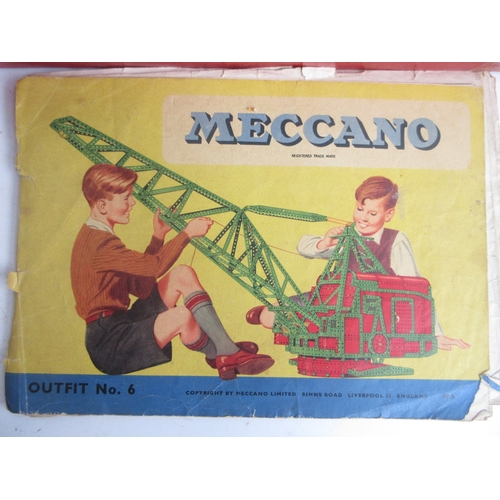 MECCANO
REGISTERED TRADE MARK
OUTFIT No. 6
COPYRIGHT BY MECCANO LIMITED BINNS ROAD LIVERPOOL 13 ENGLAND